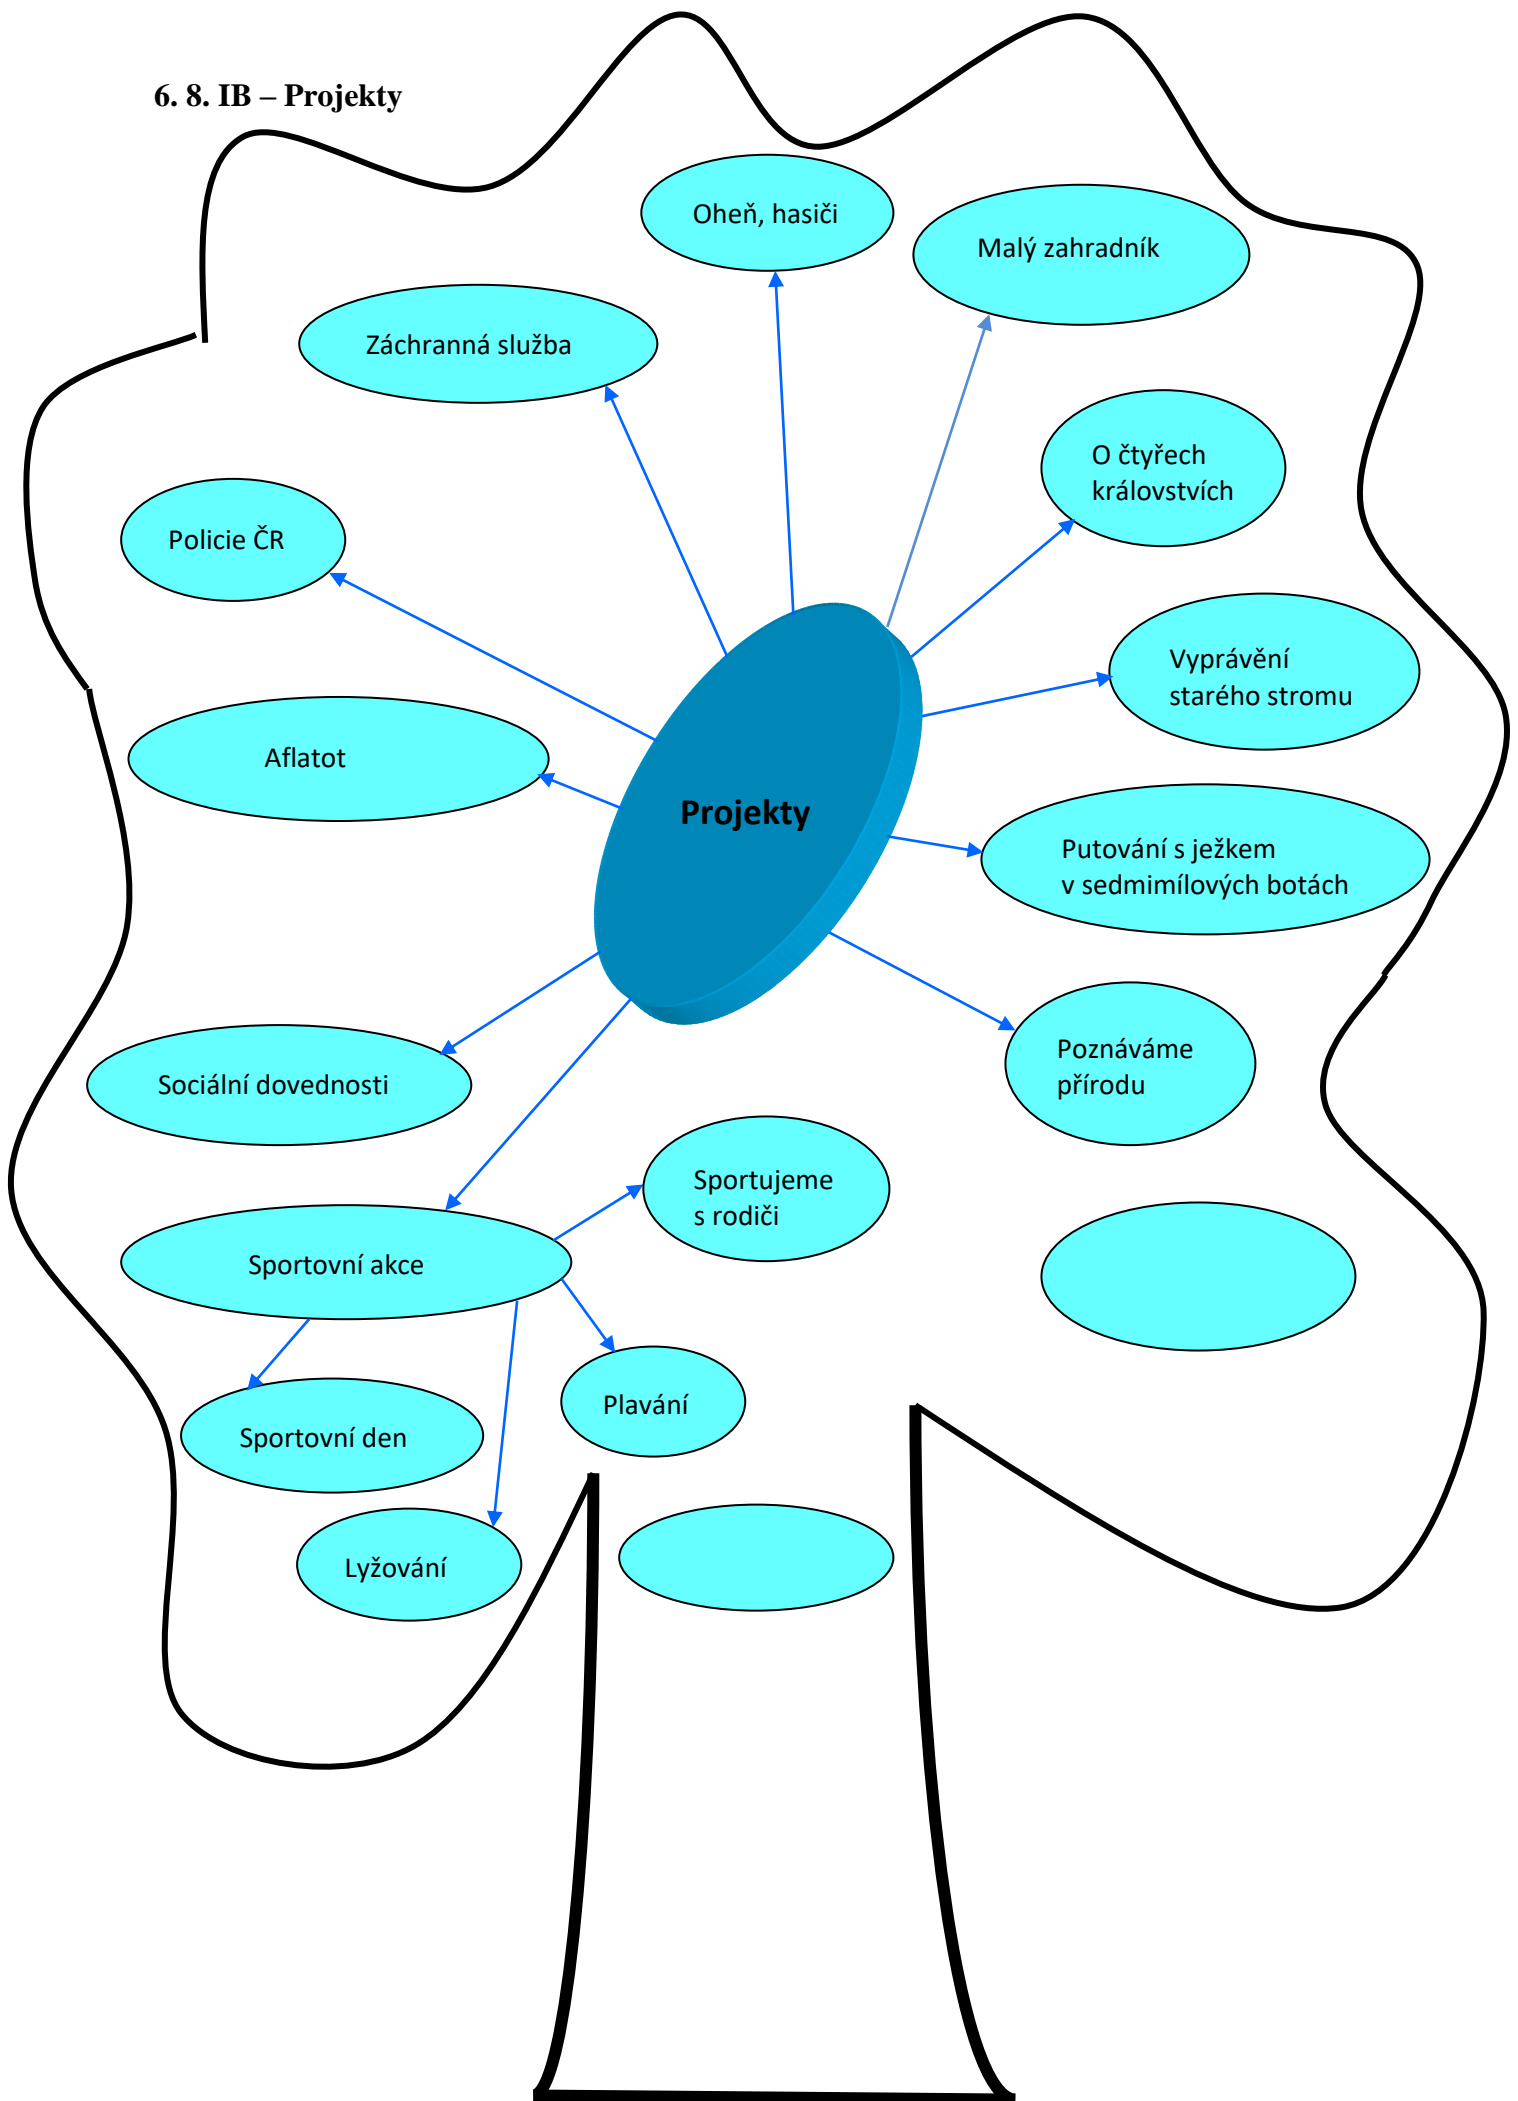 6. 8. IB – Projekty
Oheň, hasiči
Malý zahradník
Záchranná služba
O čtyřech
královstvích
Policie ČR
Vyprávění
starého stromu
Aflatot
Projekty
Putování s ježkem
v sedmimílových botách
Poznáváme
přírodu
Sociální dovednosti
Sportujeme
s rodiči
Sportovní akce
Plavání
Sportovní den
Lyžování